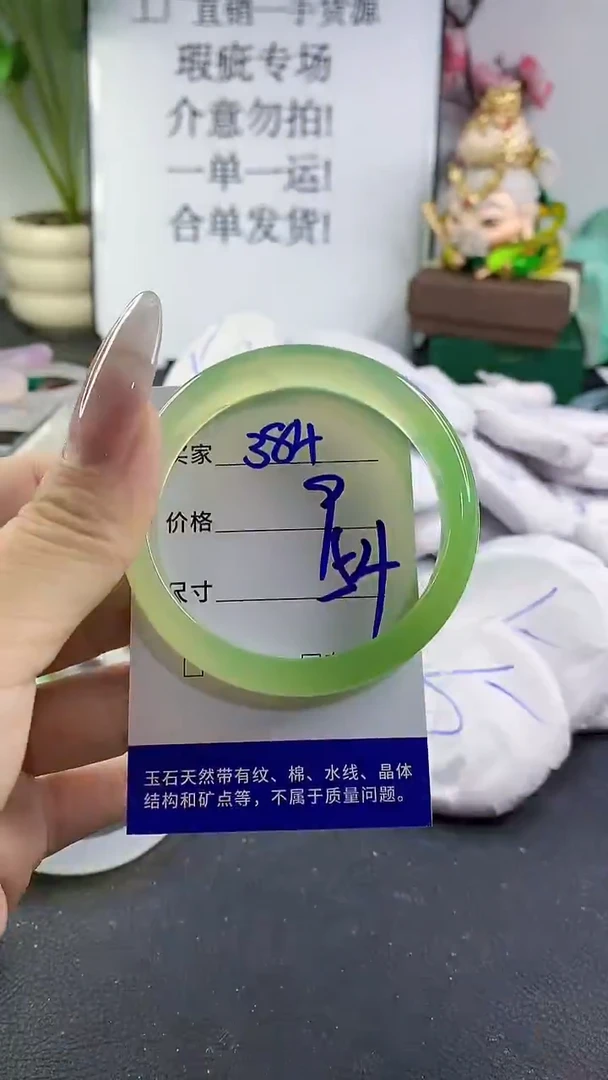 工厂直销一手货源
瑕疵专场
介意勿拍!
一单一运!
合单发货!
买家 384
价格
尺寸 54
玉石天然带有纹、棉、水线、晶体
结构和矿点等，不属于质量问题。